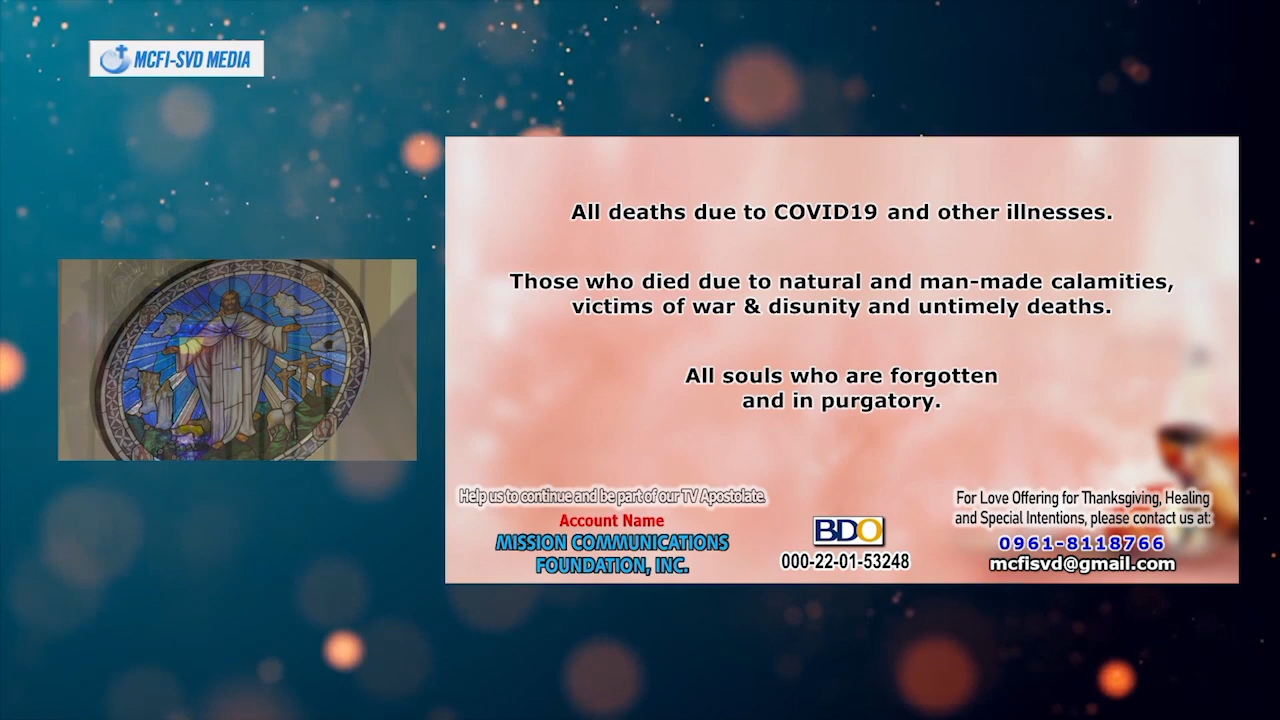 MCFI-SVD MEDIA
All deaths due to COVID19 and other illnesses.
Those who died due to natural and man-made calamities,
victims of war & disunity and untimely deaths.
All souls who are forgotten
and in purgatory.
Help us to continue and be part of our TV Apostolate.
Account Name
MISSION COMMUNICATIONS
FOUNDATION, INC.
BDO
000-22-01-53248
For Love Offering for Thanksgiving, Healing
and Special Intentions, please contact us at:
0961-8118766
mcfisvd@gmail.com